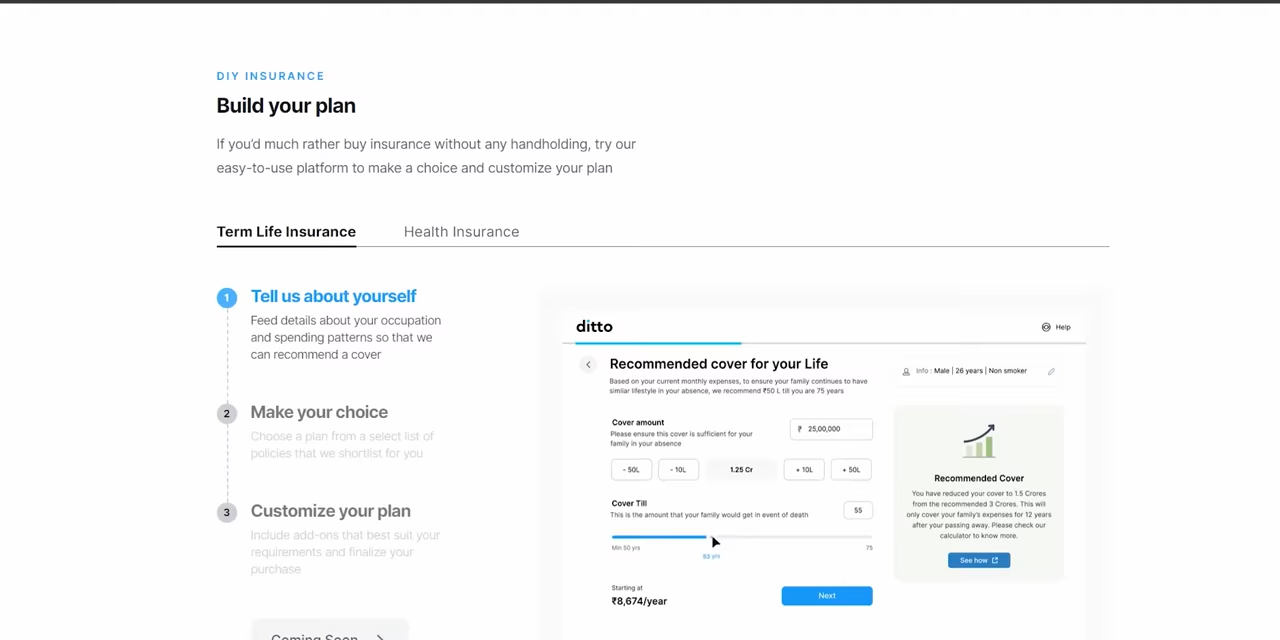 DIY INSURANCE
Build your plan
If you'd much rather buy insurance without any handholding, try our
easy-to-use platform to make a choice and customize your plan
Term Life Insurance
Health Insurance
1
Tell us about yourself
Feed details about your occupation
and spending patterns so that we
can recommend a cover
2
Make your choice
Choose a plan from a select list of
policies that we shortlist for you
3
Customize your plan
Include add-ons that best suit your
requirements and finalize your
purchase
Coming Soon
ditto
Help
Recommended cover for your Life
Based on your current monthly expenses, to ensure your family continues to have
similar lifestyle in your absence, we recommend ₹50 L till you are 75 years
Info : Male | 26 years | Non smoker
Cover amount
Please ensure this cover is sufficient for your
family in your absence
₹ 25,00,000
- 50L
- 10L
1.25 Cr
+ 10L
+ 50L
Cover Till
This is the amount that your family would get in event of death
55
Min 50 yrs
75
Starting at
₹8,674/year
Next
Recommended Cover
You have reduced your cover to 1.5 Crores
from the recommended 3 Crores. This will
only cover your family's expenses for 12 years
after your passing away. Please check our
calculator to know more.
See how